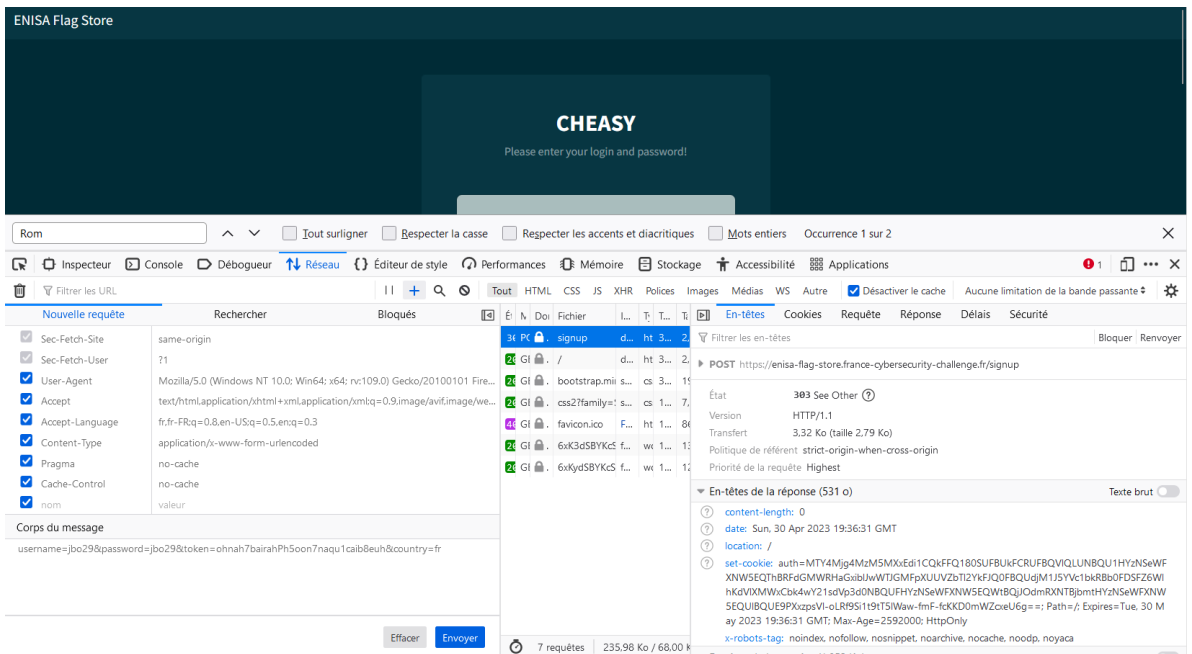 ENISA Flag Store
CHEASY
Please enter your login and password!
Rom
Tout surligner Respecter la casse Respecter les accents et diacritiques Mots entiers Occurrence 1 sur 2
Inspecteur Console Débogueur Réseau Éditeur de style Performances Mémoire Stockage Accessibilité Applications 1
Filtrer les URL Tout HTML CSS JS XHR Polices Images Médias WS Autre Désactiver le cache Aucune limitation de la bande passante
Nouvelle requête Rechercher Bloqués
Sec-Fetch-Site same-origin
Sec-Fetch-User ?1
User-Agent Mozilla/5.0 (Windows NT 10.0; Win64; x64; rv:109.0) Gecko/20100101 Fire...
Accept text/html,application/xhtml+xml,application/xml;q=0.9,image/avif,image/we...
Accept-Language fr,fr-FR;q=0.8,en-US;q=0.5,en;q=0.3
Content-Type application/x-www-form-urlencoded
Pragma no-cache
Cache-Control no-cache
nom valeur
Corps du message
username=jbo29&password=jbo29&token=ohnah7bairahPh5oon7naqu1caib8euh&country=fr
Effacer Envoyer
Fichier
signup
/
bootstrap.mi
css2?family=
favicon.ico
6xK3dSBYKcS
6xKydSBYKcS
7 requêtes 235,98 Ko / 68,00 K
En-têtes Cookies Requête Réponse Délais Sécurité
Filtrer les en-têtes Bloquer Renvoyer
POST https://enisa-flag-store.france-cybersecurity-challenge.fr/signup
État 303 See Other
Version HTTP/1.1
Transfert 3,32 Ko (taille 2,79 Ko)
Politique de référent strict-origin-when-cross-origin
Priorité de la requête Highest
En-têtes de la réponse (531 o) Texte brut
content-length: 0
date: Sun, 30 Apr 2023 19:36:31 GMT
location: /
set-cookie:
ay 2023 19:36:31 GMT; Max-Age=2592000; HttpOnly
x-robots-tag: noindex, nofollow, nosnippet, noarchive, nocache, noodp, noyaca